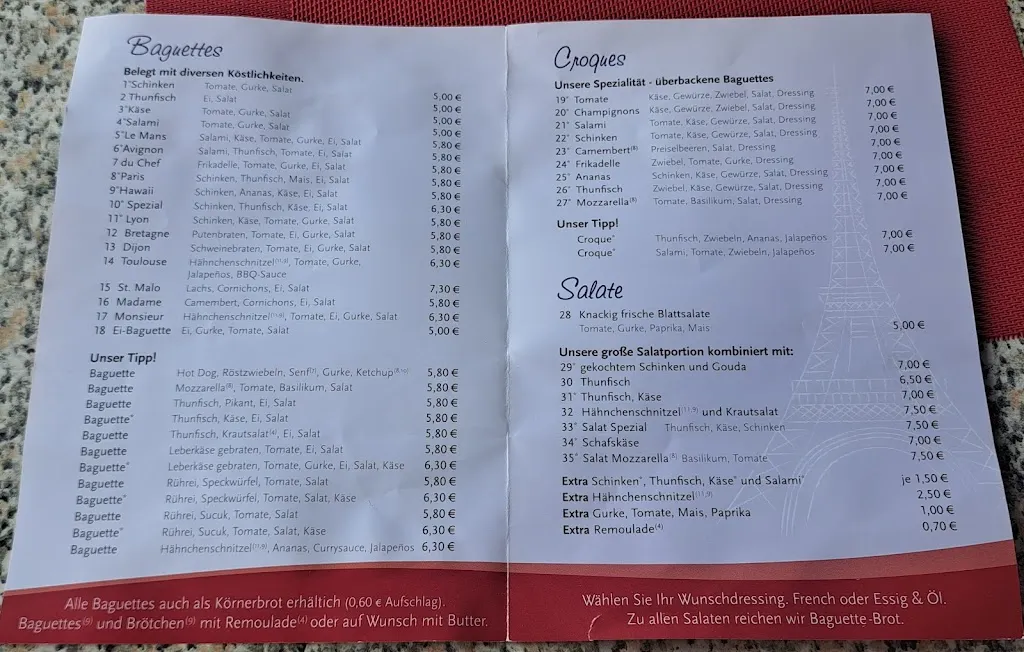 Baguettes
Belegt mit diversen Köstlichkeiten.
1*Schinken Tomate, Gurke, Salat 5,00 €
2 Thunfisch Ei, Salat 5,00 €
3*Käse Tomate, Gurke, Salat 5,00 €
4*Salami Tomate, Gurke, Salat 5,00 €
5*Le Mans Salami, Käse, Tomate, Gurke, Ei, Salat 5,80 €
6*Avignon Salami, Thunfisch, Tomate, Ei, Salat 5,80 €
7 du Chef Frikadelle, Tomate, Gurke, Ei, Salat 5,80 €
8*Paris Schinken, Thunfisch, Mais, Ei, Salat 5,80 €
9*Hawaii Schinken, Ananas, Käse, Ei, Salat 5,80 €
10* Spezial Schinken, Thunfisch, Käse, Ei, Salat 6,30 €
11* Lyon Schinken, Käse, Tomate, Gurke, Salat 5,80 €
12 Bretagne Putenbraten, Tomate, Ei, Gurke, Salat 5,80 €
13 Dijon Schweinebraten, Tomate, Ei, Gurke, Salat 5,80 €
14 Toulouse Hähnchenschnitzel(11,9), Tomate, Gurke, 6,30 €
Jalapeños, BBQ-Sauce
15 St. Malo Lachs, Cornichons, Ei, Salat 7,30 €
16 Madame Camembert, Cornichons, Ei, Salat 5,80 €
17 Monsieur Hähnchenschnitzel(11,9), Tomate, Ei, Gurke, Salat 6,30 €
18 Ei-Baguette Ei, Gurke, Tomate, Salat 5,00 €
Unser Tipp!
Baguette Hot Dog, Röstzwiebeln, Senf, Gurke, Ketchup 5,80 €
Baguette Mozzarella(8), Tomate, Basilikum, Salat 5,80 €
Baguette Thunfisch, Pikant, Ei, Salat 5,80 €
Baguette* Thunfisch, Käse, Ei, Salat 5,80 €
Baguette Thunfisch, Krautsalat(4), Ei, Salat 5,80 €
Baguette Leberkäse gebraten, Tomate, Ei, Salat 5,80 €
Baguette* Leberkäse gebraten, Tomate, Gurke, Ei, Salat, Käse 6,30 €
Baguette Rührei, Speckwürfel, Tomate, Salat 5,80 €
Baguette* Rührei, Speckwürfel, Tomate, Salat, Käse 6,30 €
Baguette Rührei, Sucuk, Tomate, Salat 5,80 €
Baguette* Rührei, Sucuk, Tomate, Salat, Käse 6,30 €
Baguette Hähnchenschnitzel(11,9), Ananas, Currysauce, Jalapeños 6,30 €
Alle Baguettes auch als Körnerbrot erhältich (0,60 € Aufschlag).
Baguettes(9) und Brötchen(9) mit Remoulade(4) oder auf Wunsch mit Butter.
Croques
Unsere Spezialität - überbackene Baguettes
19* Tomate Käse, Gewürze, Zwiebel, Salat, Dressing 7,00 €
20* Champignons Käse, Gewürze, Zwiebel, Salat, Dressing 7,00 €
21* Salami Tomate, Käse, Gewürze, Salat, Dressing 7,00 €
22* Schinken Tomate, Käse, Gewürze, Salat, Dressing 7,00 €
23* Camembert(8) Preiselbeeren, Salat, Dressing 7,00 €
24* Frikadelle Zwiebel, Tomate, Gurke, Dressing 7,00 €
25* Ananas Schinken, Käse, Gewürze, Salat, Dressing 7,00 €
26* Thunfisch Zwiebel, Käse, Gewürze, Salat, Dressing 7,00 €
27* Mozzarella(8) Tomate, Basilikum, Salat, Dressing 7,00 €
Unser Tipp!
Croque* Thunfisch, Zwiebeln, Ananas, Jalapeños 7,00 €
Croque* Salami, Tomate, Zwiebeln, Jalapeños 7,00 €
Salate
28 Knackig frische Blattsalate
Tomate, Gurke, Paprika, Mais 5,00 €
Unsere große Salatportion kombiniert mit:
29* gekochtem Schinken und Gouda 7,00 €
30 Thunfisch 6,50 €
31* Thunfisch, Käse 7,00 €
32 Hähnchenschnitzel(11,9) und Krautsalat 7,50 €
33* Salat Spezial Thunfisch, Käse, Schinken 7,50 €
34* Schafskäse 7,00 €
35* Salat Mozzarella(8) Basilikum, Tomate 7,50 €
Extra Schinken*, Thunfisch, Käse* und Salami* je 1,50 €
Extra Hähnchenschnitzel(11,9) 2,50 €
Extra Gurke, Tomate, Mais, Paprika 1,00 €
Extra Remoulade(4) 0,70 €
Wählen Sie Ihr Wunschdressing. French oder Essig & Öl.
Zu allen Salaten reichen wir Baguette-Brot.